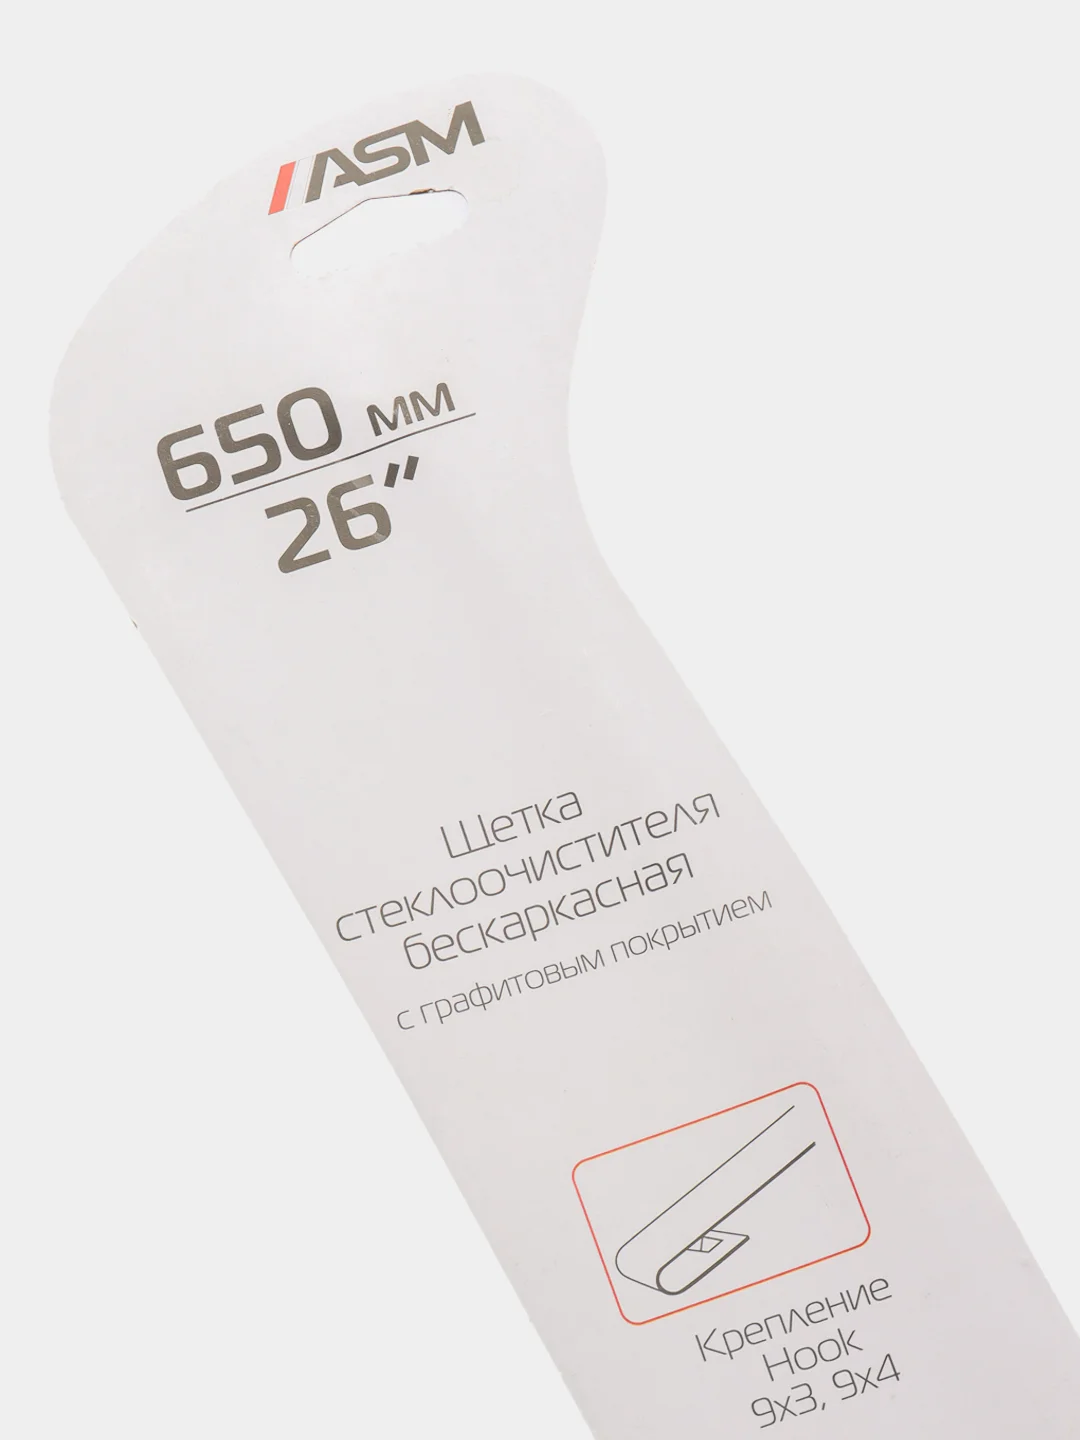 ASM
650 мм
26"
Щетка
стеклоочистителя
бескаркасная
с графитовым покрытием
Крепление
Hook
9x3, 9x4